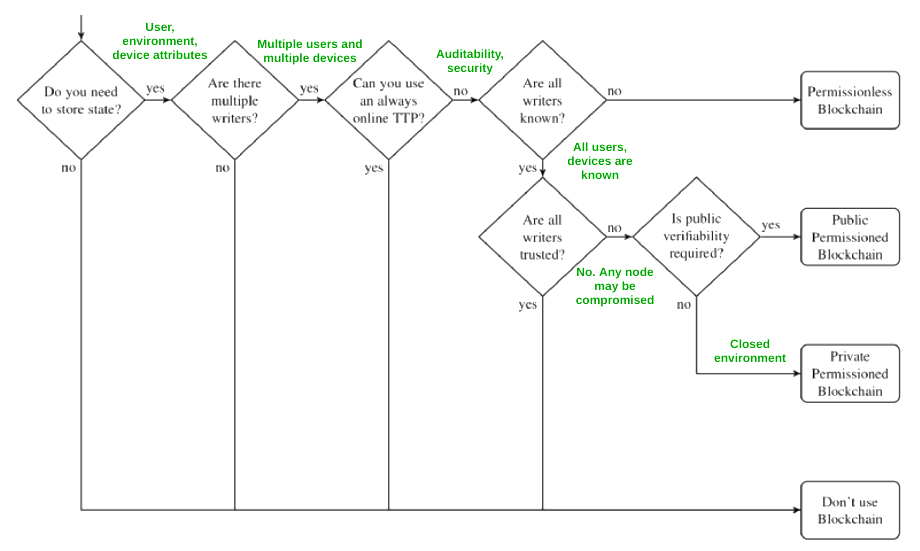 User,
environment,
device attributes
Multiple users and
multiple devices
Auditability,
security
Do you need
to store state?
yes
Are there
multiple
writers?
yes
Can you use
an always
online TTP?
no
Are all
writers
known?
no
Permissionless
Blockchain
no
no
yes
yes
All users,
devices are
known
Are all
writers
trusted?
no
Is public
verifiability
required?
yes
Public
Permissioned
Blockchain
No. Any node
may be
compromised
yes
no
Closed
environment
Private
Permissioned
Blockchain
Don't use
Blockchain